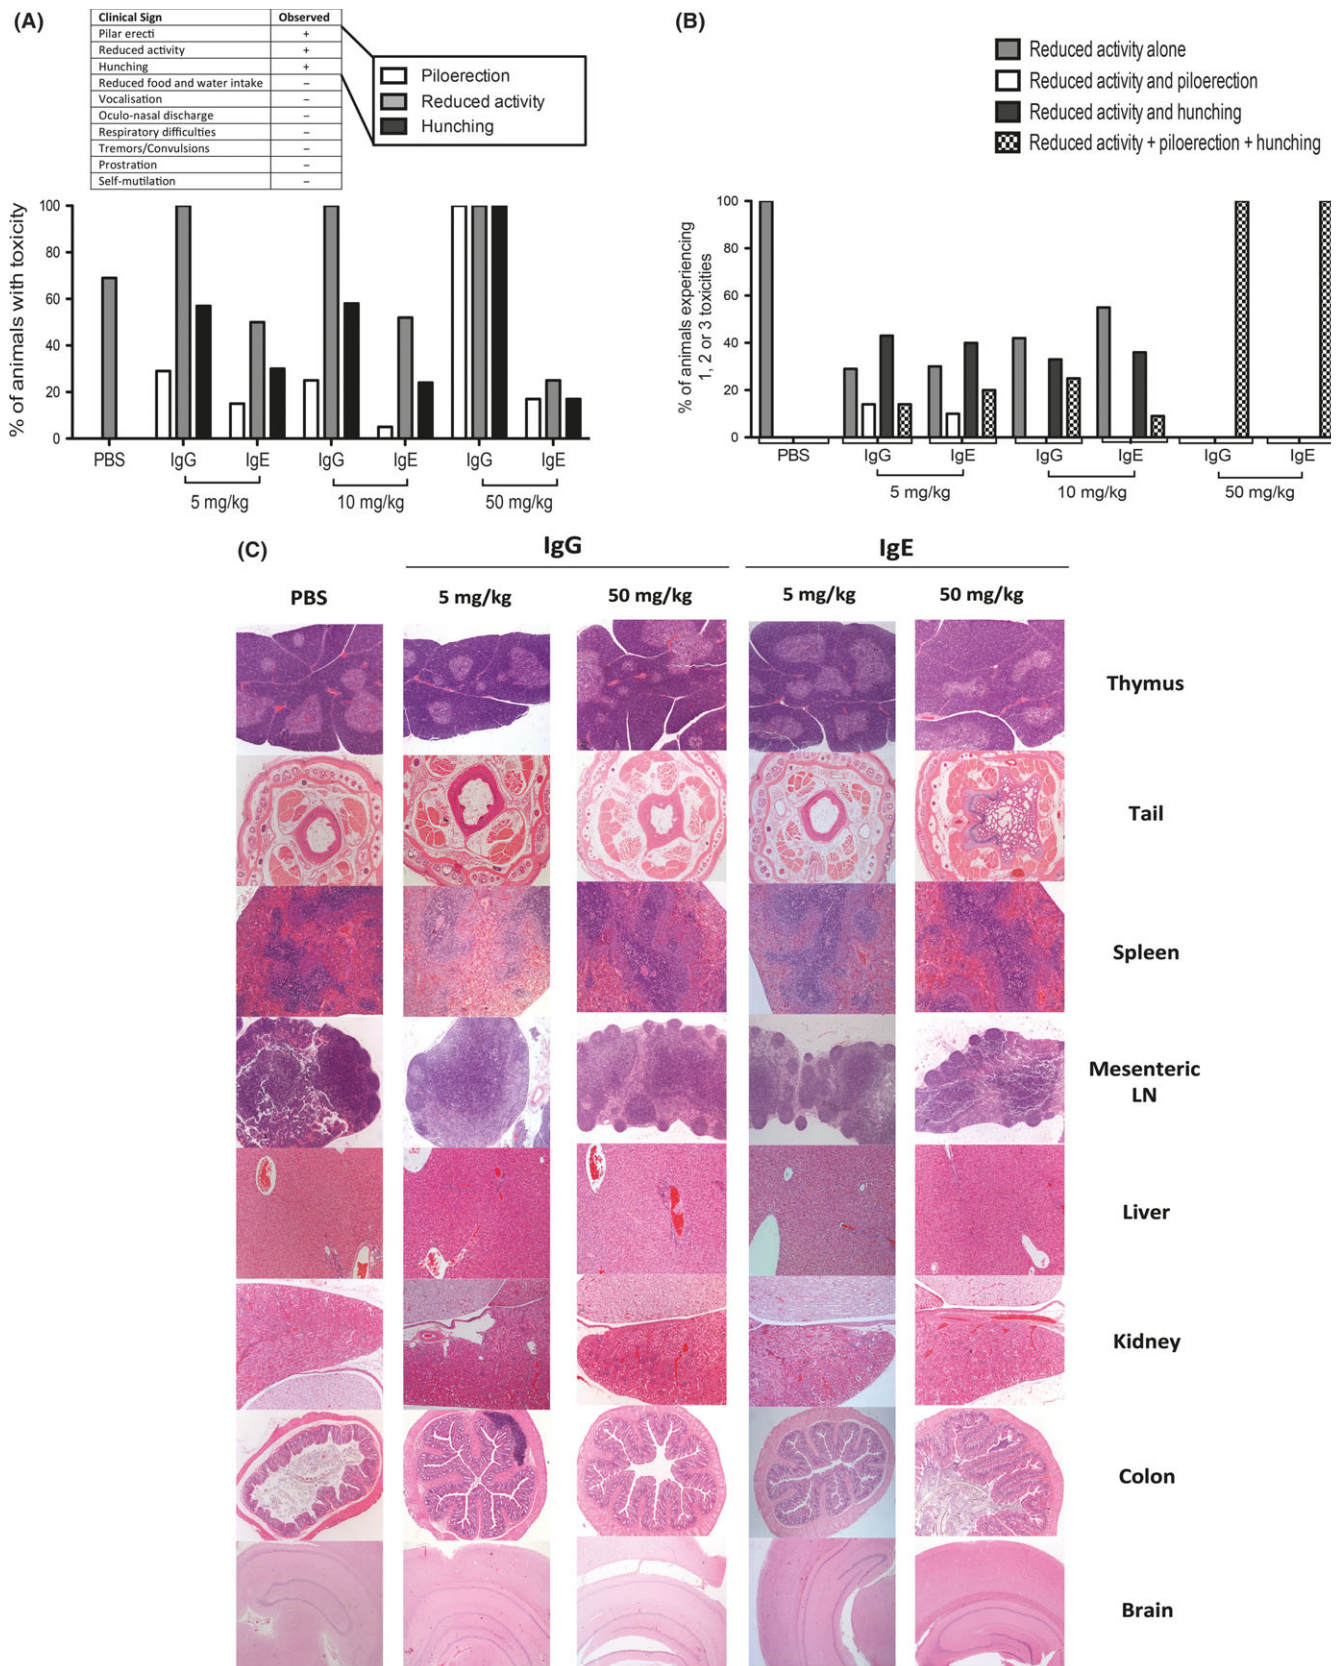 (A)
Clinical Sign Observed
Pilar erecti +
Reduced activity +
Hunching +
Reduced food and water intake –
Vocalisation –
Oculo-nasal discharge –
Respiratory difficulties –
Tremors/Convulsions –
Prostration –
Self-mutilation –
Piloerection
Reduced activity
Hunching
% of animals with toxicity
100
80
60
40
20
0
PBS IgG IgE IgG IgE IgG IgE
5 mg/kg 10 mg/kg 50 mg/kg
(B)
Reduced activity alone
Reduced activity and piloerection
Reduced activity and hunching
Reduced activity + piloerection + hunching
% of animals experiencing
1, 2 or 3 toxicities
100
80
60
40
20
0
PBS IgG IgE IgG IgE IgG IgE
5 mg/kg 10 mg/kg 50 mg/kg
(C)
IgG IgE
PBS 5 mg/kg 50 mg/kg 5 mg/kg 50 mg/kg
Thymus
Tail
Spleen
Mesenteric
LN
Liver
Kidney
Colon
Brain